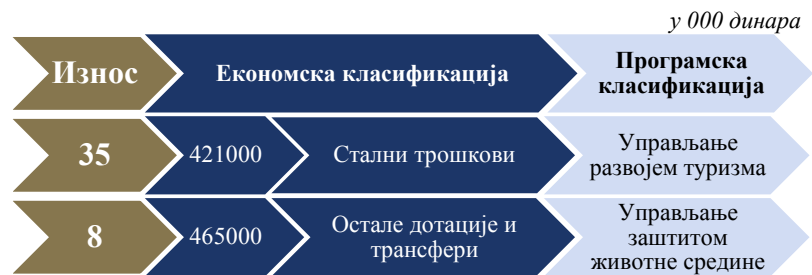 у 000 динара
Износ
Економска класификација
Програмска
класификација
35
421000
Стални трошкови
Управљање
развојем туризма
8
465000
Остале дотације и
трансфери
Управљање
заштитом
животне средине